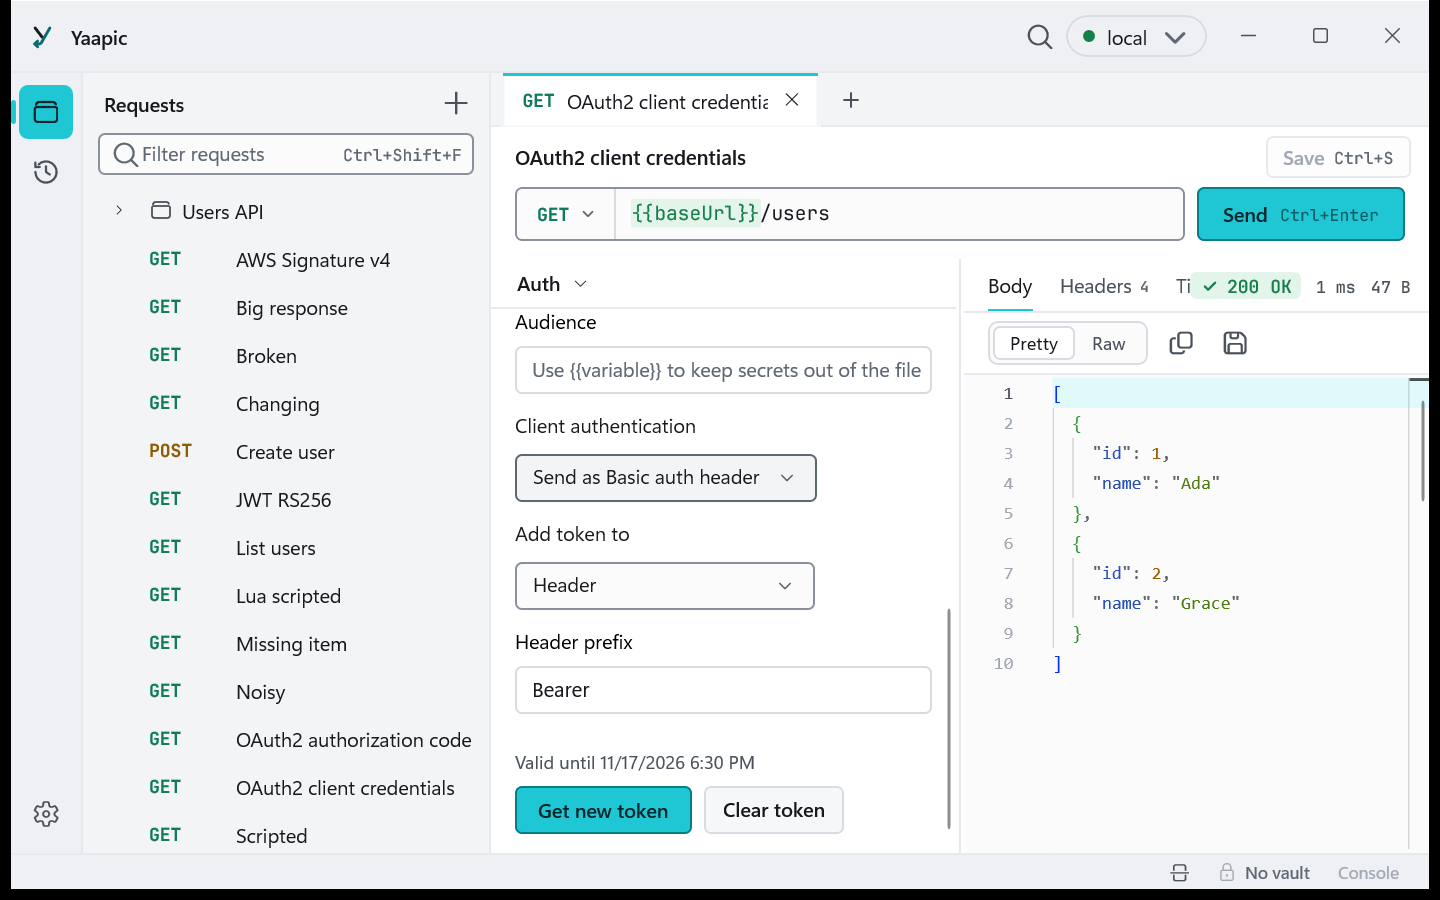 Yaapic
local
Requests
Filter requests Ctrl+Shift+F
Users API
GET AWS Signature v4
GET Big response
GET Broken
GET Changing
POST Create user
GET JWT RS256
GET List users
GET Lua scripted
GET Missing item
GET Noisy
GET OAuth2 authorization code
GET OAuth2 client credentials
GET Scripted
GET OAuth2 client credentia
OAuth2 client credentials
Save Ctrl+S
GET {{baseUrl}}/users
Send Ctrl+Enter
Auth
Audience
Use {{variable}} to keep secrets out of the file
Client authentication
Send as Basic auth header
Add token to
Header
Header prefix
Bearer
Valid until 11/17/2026 6:30 PM
Get new token Clear token
Body Headers 4 Ti 200 OK 1 ms 47 B
Pretty Raw
1 [
2 {
3 "id": 1,
4 "name": "Ada"
5 },
6 {
7 "id": 2,
8 "name": "Grace"
9 }
10 ]
No vault Console